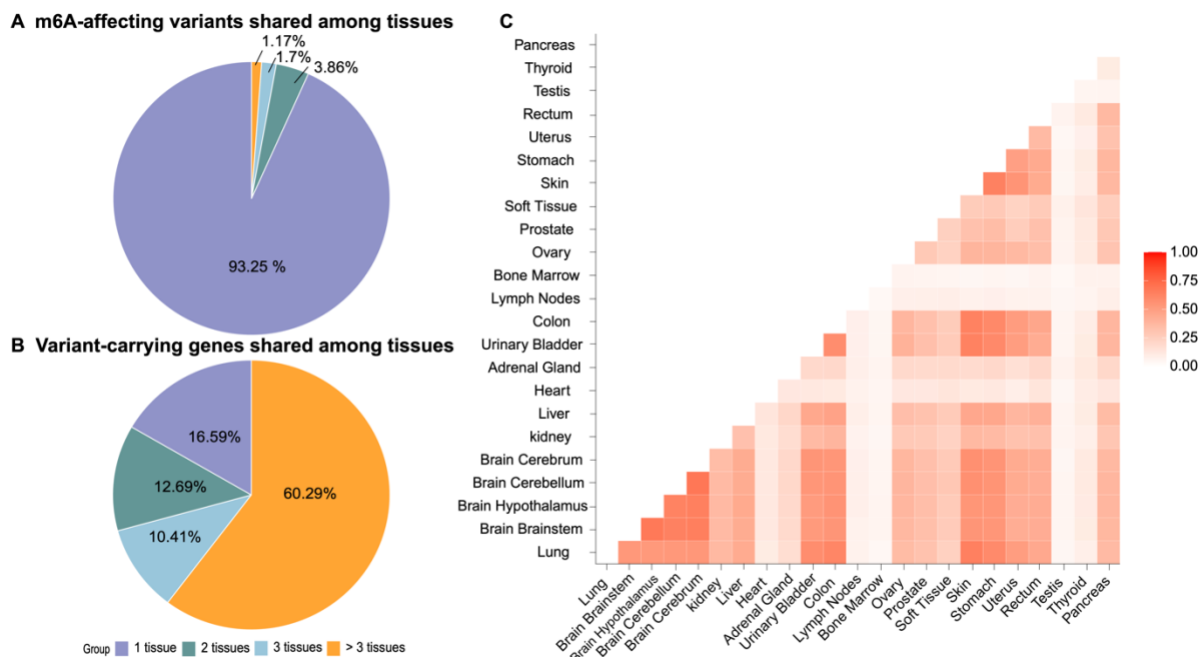 A m6A-affecting variants shared among tissues
1.17%
1.7%
3.86%
93.25 %
B Variant-carrying genes shared among tissues
16.59%
12.69%
60.29%
10.41%
Group 1 tissue 2 tissues 3 tissues > 3 tissues
C
Pancreas
Thyroid
Testis
Rectum
Uterus
Stomach
Skin
Soft Tissue
Prostate
Ovary
Bone Marrow
Lymph Nodes
Colon
Urinary Bladder
Adrenal Gland
Heart
Liver
kidney
Brain Cerebrum
Brain Cerebellum
Brain Hypothalamus
Brain Brainstem
Lung
Lung
Brain Brainstem
Brain Hypothalamus
Brain Cerebellum
Brain Cerebrum
kidney
Liver
Heart
Adrenal Gland
Urinary Bladder
Colon
Lymph Nodes
Bone Marrow
Ovary
Prostate
Soft Tissue
Skin
Stomach
Uterus
Rectum
Testis
Thyroid
Pancreas
1.00
0.75
0.50
0.25
0.00